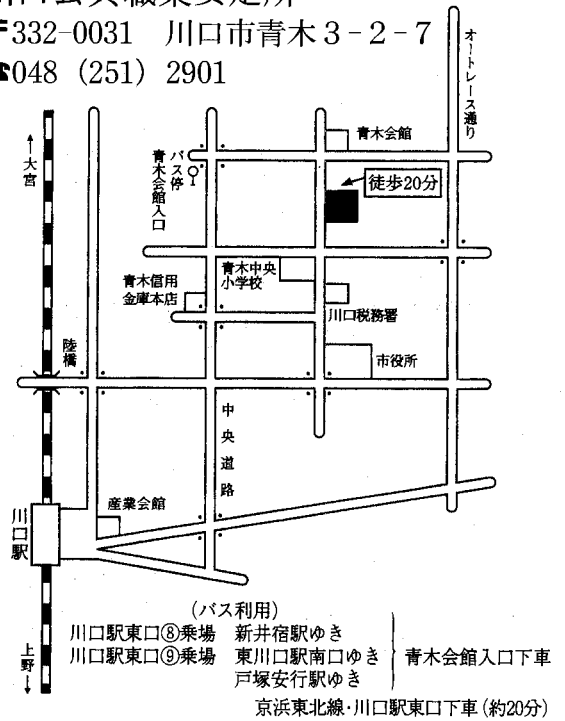 〒332-0031 川口市青木3-2-7
☎048 (251) 2901
オートレース通り
←大宮
青木会館
バス停
青木会館入口
徒歩20分
青木中央
小学校
青木信用
金庫本店
川口税務署
陸橋
市役所
中央道路
産業会館
川口駅
上野→
(バス利用)
川口駅東口⑧乗場 新井宿駅ゆき
川口駅東口⑨乗場 東川口駅南口ゆき
戸塚安行駅ゆき
青木会館入口下車
京浜東北線・川口駅東口下車(約20分)